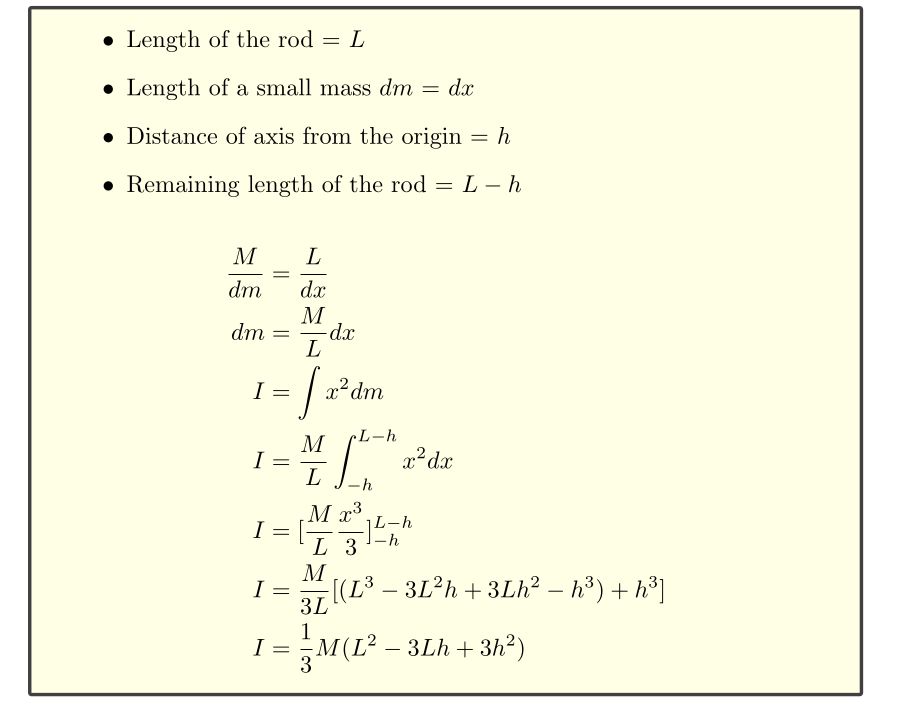 • Length of the rod = L
• Length of a small mass dm = dx
• Distance of axis from the origin = h
• Remaining length of the rod = L − h
\frac{M}{dm} = \frac{L}{dx}
dm = \frac{M}{L}dx
I = \int x^2 dm
I = \frac{M}{L} \int_{-h}^{L-h} x^2 dx
I = [\frac{M}{L} \frac{x^3}{3}]_{-h}^{L-h}
I = \frac{M}{3L}[(L^3 − 3L^2h + 3Lh^2 − h^3) + h^3]
I = \frac{1}{3}M(L^2 − 3Lh + 3h^2)